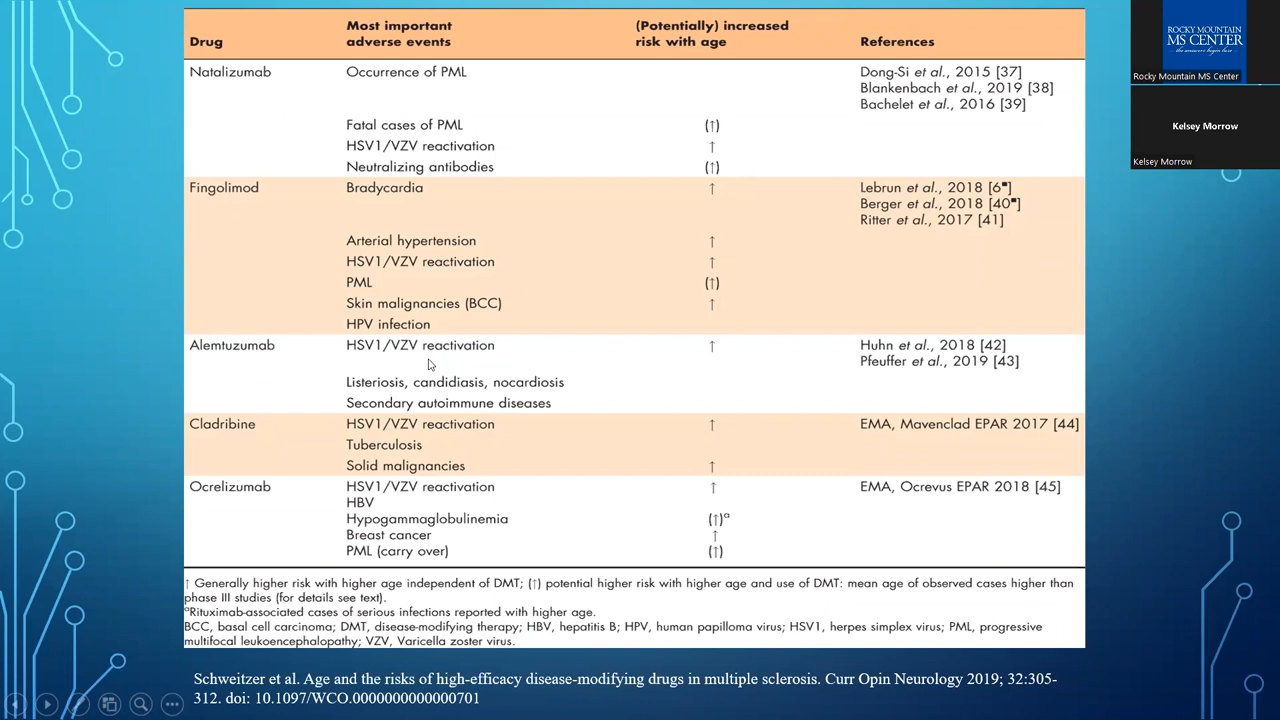 Drug
Most important adverse events
(Potentially) increased risk with age
References
Natalizumab Occurrence of PML Dong-Si et al., 2015 [37]
Blankenbach et al., 2019 [38]
Bachelet et al., 2016 [39]
Fatal cases of PML (↑)
HSV1/VZV reactivation ↑
Neutralizing antibodies (↑)
Fingolimod Bradycardia ↑ Lebrun et al., 2018 [6■]
Berger et al., 2018 [40■]
Ritter et al., 2017 [41]
Arterial hypertension ↑
HSV1/VZV reactivation ↑
PML (↑)
Skin malignancies (BCC) ↑
HPV infection
Alemtuzumab HSV1/VZV reactivation ↑ Huhn et al., 2018 [42]
Pfeuffer et al., 2019 [43]
Listeriosis, candidiasis, nocardiosis
Secondary autoimmune diseases
Cladribine HSV1/VZV reactivation ↑ EMA, Mavenclad EPAR 2017 [44]
Tuberculosis
Solid malignancies ↑
Ocrelizumab HSV1/VZV reactivation ↑ EMA, Ocrevus EPAR 2018 [45]
HBV
Hypogammaglobulinemia (↑)a
Breast cancer ↑
PML (carry over) (↑)
↑ Generally higher risk with higher age independent of DMT; (↑) potential higher risk with higher age and use of DMT: mean age of observed cases higher than
phase III studies (for details see text).
aRituximab-associated cases of serious infections reported with higher age.
BCC, basal cell carcinoma; DMT, disease-modifying therapy; HBV, hepatitis B; HPV, human papilloma virus; HSV1, herpes simplex virus; PML, progressive
multifocal leukoencephalopathy; VZV, Varicella zoster virus.
Schweitzer et al. Age and the risks of high-efficacy disease-modifying drugs in multiple sclerosis. Curr Opin Neurology 2019; 32:305-
312. doi: 10.1097/WCO.0000000000000701
ROCKY MOUNTAIN
MS CENTER
the answers begin here
Rocky Mountain MS Center
Kelsey Morrow
Kelsey Morrow